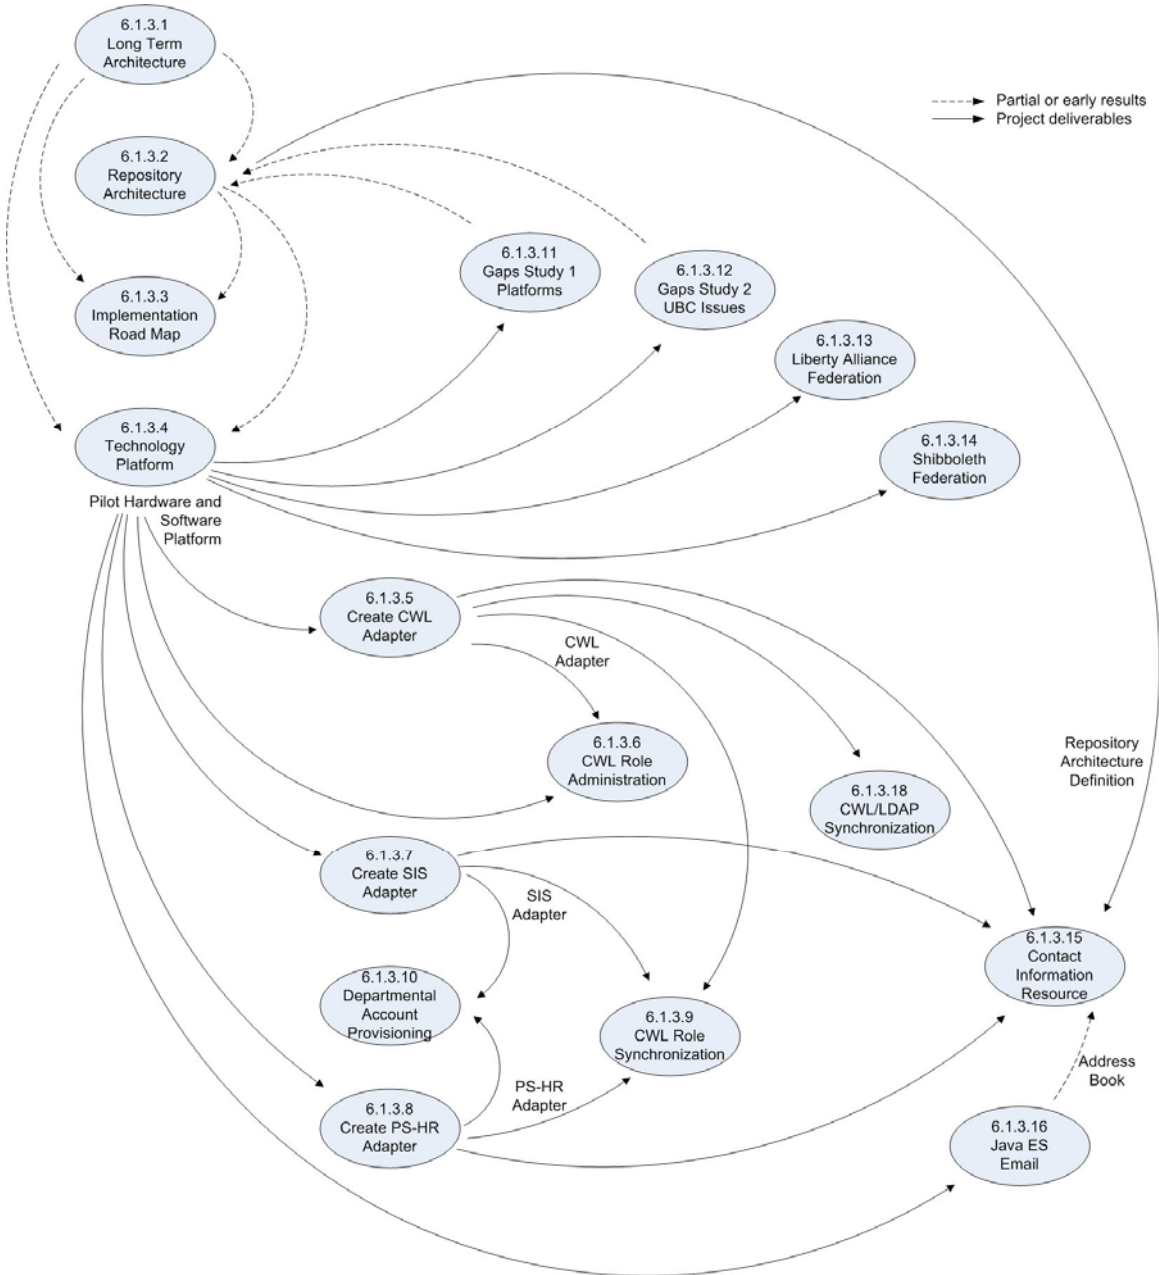 6.1.3.1
Long Term
Architecture
Partial or early results
Project deliverables
6.1.3.2
Repository
Architecture
6.1.3.11
Gaps Study 1
Platforms
6.1.3.12
Gaps Study 2
UBC Issues
6.1.3.3
Implementation
Road Map
6.1.3.13
Liberty Alliance
Federation
6.1.3.4
Technology
Platform
6.1.3.14
Shibboleth
Federation
Pilot Hardware and
Software
Platform
6.1.3.5
Create CWL
Adapter
CWL
Adapter
6.1.3.6
CWL Role
Administration
Repository
Architecture
Definition
6.1.3.18
CWL/LDAP
Synchronization
6.1.3.7
Create SIS
Adapter
SIS
Adapter
6.1.3.15
Contact
Information
Resource
6.1.3.10
Departmental
Account
Provisioning
6.1.3.9
CWL Role
Synchronization
Address
Book
PS-HR
Adapter
6.1.3.8
Create PS-HR
Adapter
6.1.3.16
Java ES
Email